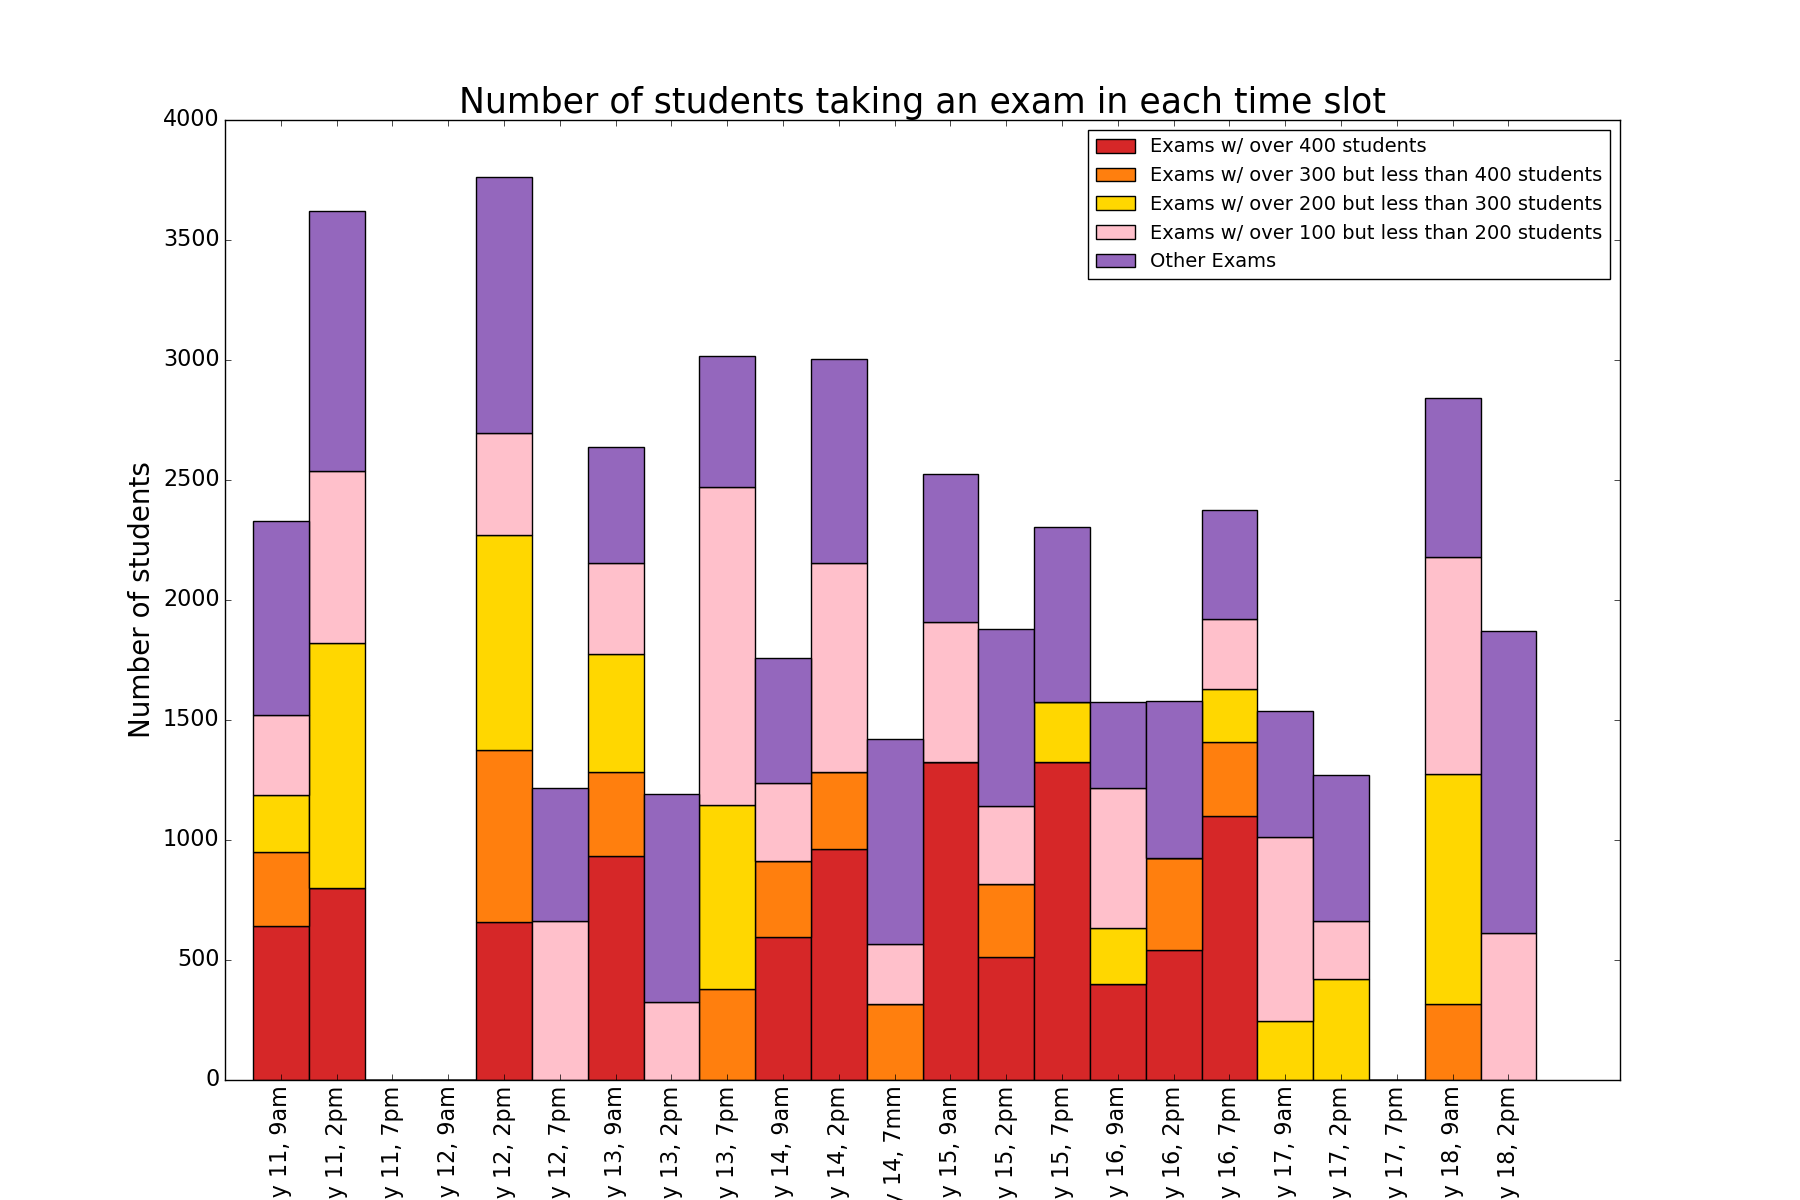 Number of students taking an exam in each time slot
Exams w/ over 400 students
Exams w/ over 300 but less than 400 students
Exams w/ over 200 but less than 300 students
Exams w/ over 100 but less than 200 students
Other Exams
Number of students
4000
3500
3000
2500
2000
1500
1000
500
0
y 11, 9am
y 11, 2pm
y 11, 7pm
y 12, 9am
y 12, 2pm
y 12, 7pm
y 13, 9am
y 13, 2pm
y 13, 7pm
y 14, 9am
y 14, 2pm
y 14, 7mm
y 15, 9am
y 15, 2pm
y 15, 7pm
y 16, 9am
y 16, 2pm
y 16, 7pm
y 17, 9am
y 17, 2pm
y 17, 7pm
y 18, 9am
y 18, 2pm